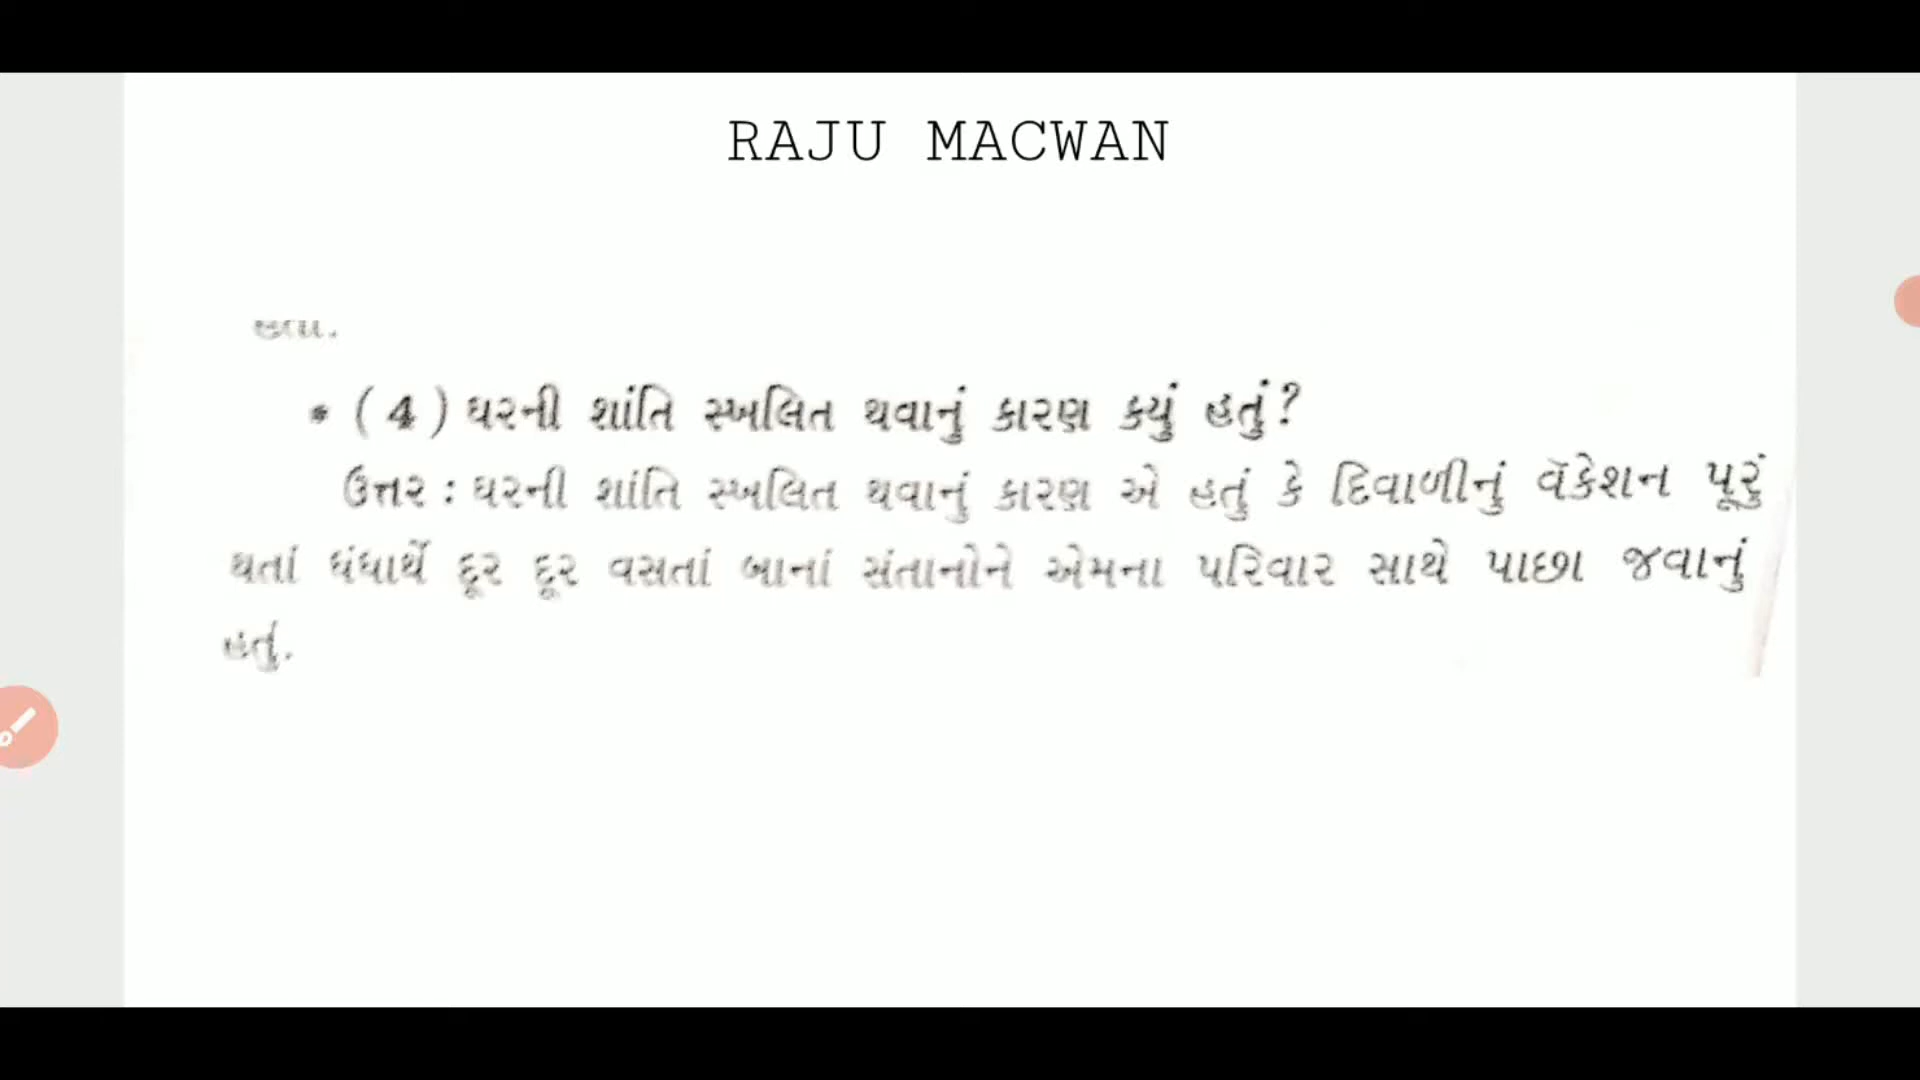 RAJU MACWAN
* (4) ઘરની શાંતિ સ્ખલિત થવાનું કારણ કયું હતું?
ઉત્તર : ઘરની શાંતિ સ્ખલિત થવાનું કારણ એ હતું કે દિવાળીનું વૅકેશન પૂરું
થતાં ધંધાર્થે દૂર દૂર વસતાં બાનાં સંતાનોને એમના પરિવાર સાથે પાછા જવાનું
હતું.